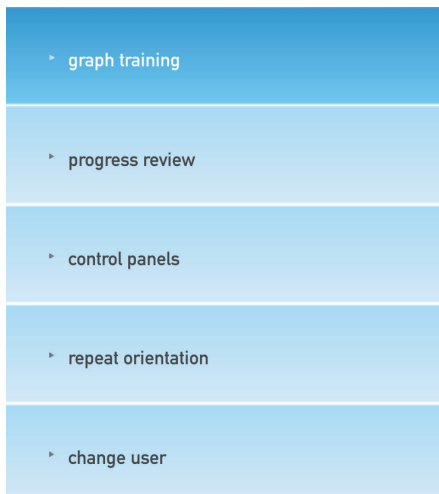 graph training
progress review
control panels
repeat orientation
change user